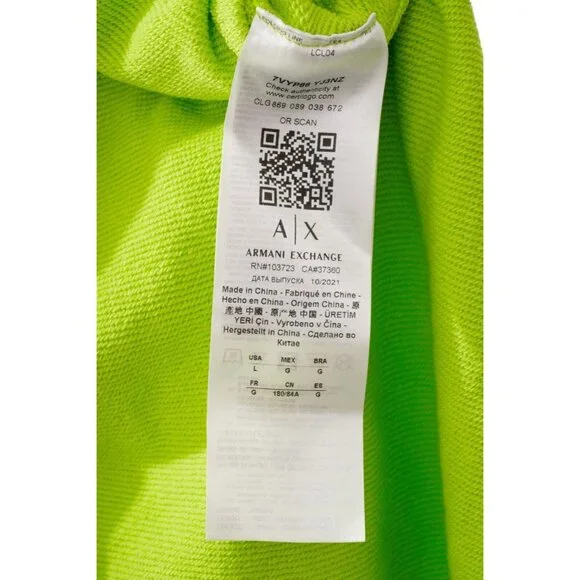 LCL04
7VYP86 YJ3NZ
Check authenticity at
www.certilogo.com
CLG 869 089 038 672
OR SCAN
A|X
ARMANI EXCHANGE
RN#103723 CA#37360
ДАТА ВЫПУСКА 10/2021
Made in China - Fabriqué en Chine -
Hecho en China - Origem China - 原
產地 中國 - 原产地 中国 - ÜRETİM
YERİ Çin - Vyrobeno v Čína -
Hergestellt in China - Сделано во
Китае
USA MEX BRA
L G G
FR CN ES
G 180/84A G